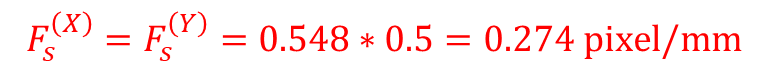 F_s^(X) = F_s^(Y) = 0.548 * 0.5 = 0.274 pixel/mm